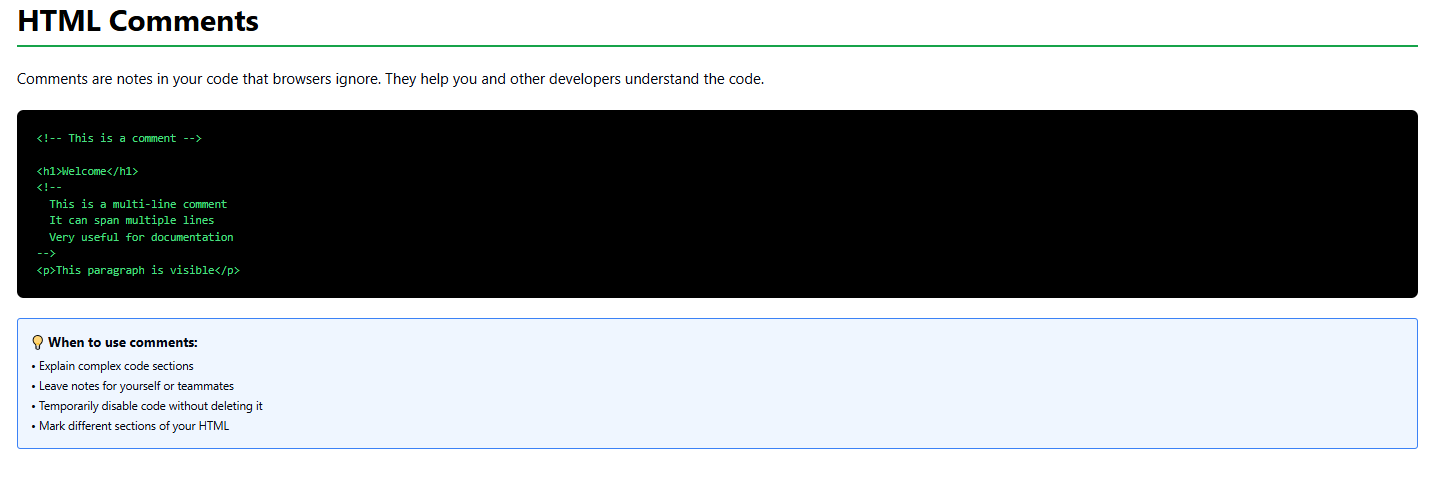 HTML Comments
Comments are notes in your code that browsers ignore. They help you and other developers understand the code.
<!-- This is a comment -->
<h1>Welcome</h1>
<!--
This is a multi-line comment
It can span multiple lines
Very useful for documentation
-->
<p>This paragraph is visible</p>
💡 When to use comments:
• Explain complex code sections
• Leave notes for yourself or teammates
• Temporarily disable code without deleting it
• Mark different sections of your HTML